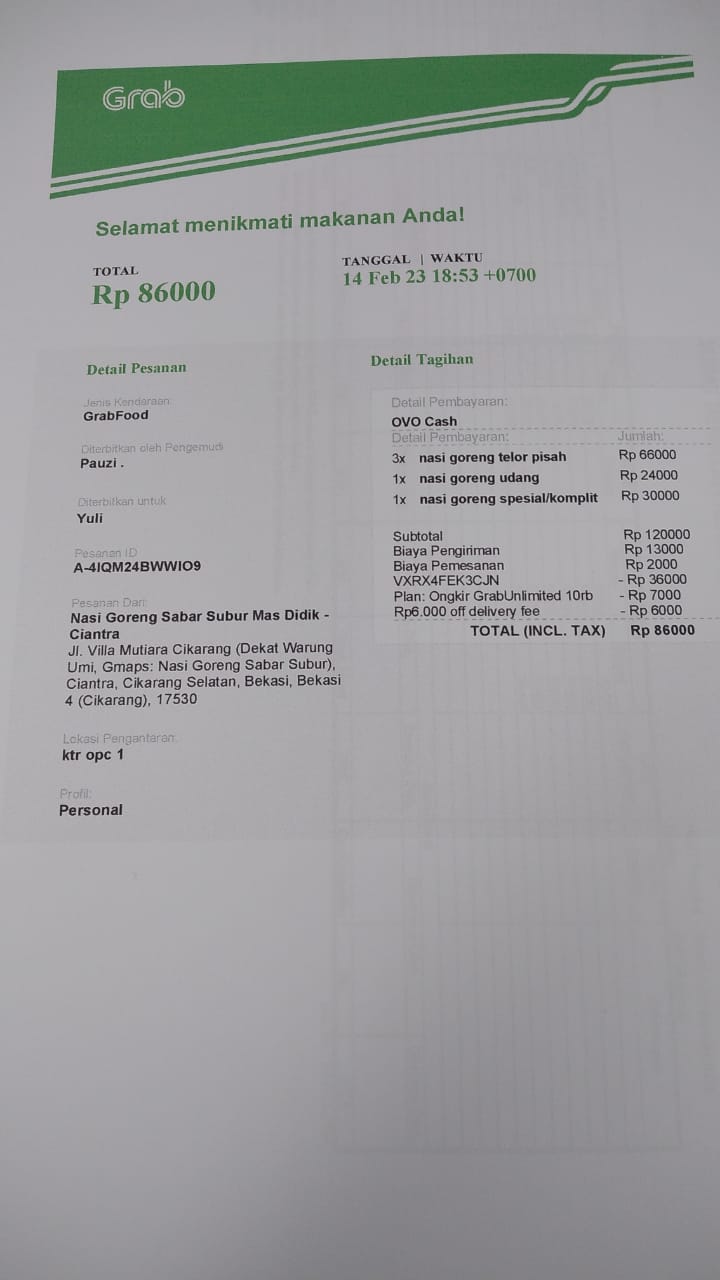 Grab
Selamat menikmati makanan Anda!
TOTAL
Rp 86000
TANGGAL | WAKTU
14 Feb 23 18:53 +0700
Detail Pesanan
Jenis Kendaraan:
GrabFood
Diterbitkan oleh Pengemudi
Pauzi .
Diterbitkan untuk
Yuli
Pesanan ID
A-4IQM24BWWIO9
Pesanan Dari:
Nasi Goreng Sabar Subur Mas Didik -
Ciantra
Jl. Villa Mutiara Cikarang (Dekat Warung
Umi, Gmaps: Nasi Goreng Sabar Subur),
Ciantra, Cikarang Selatan, Bekasi, Bekasi
4 (Cikarang), 17530
Lokasi Pengantaran:
ktr opc 1
Profil:
Personal
Detail Tagihan
Detail Pembayaran:
OVO Cash
Detail Pembayaran: Jumlah:
3x nasi goreng telor pisah Rp 66000
1x nasi goreng udang Rp 24000
1x nasi goreng spesial/komplit Rp 30000
Subtotal Rp 120000
Biaya Pengiriman Rp 13000
Biaya Pemesanan Rp 2000
VXRX4FEK3CJN - Rp 36000
Plan: Ongkir GrabUnlimited 10rb - Rp 7000
Rp6.000 off delivery fee - Rp 6000
TOTAL (INCL. TAX) Rp 86000